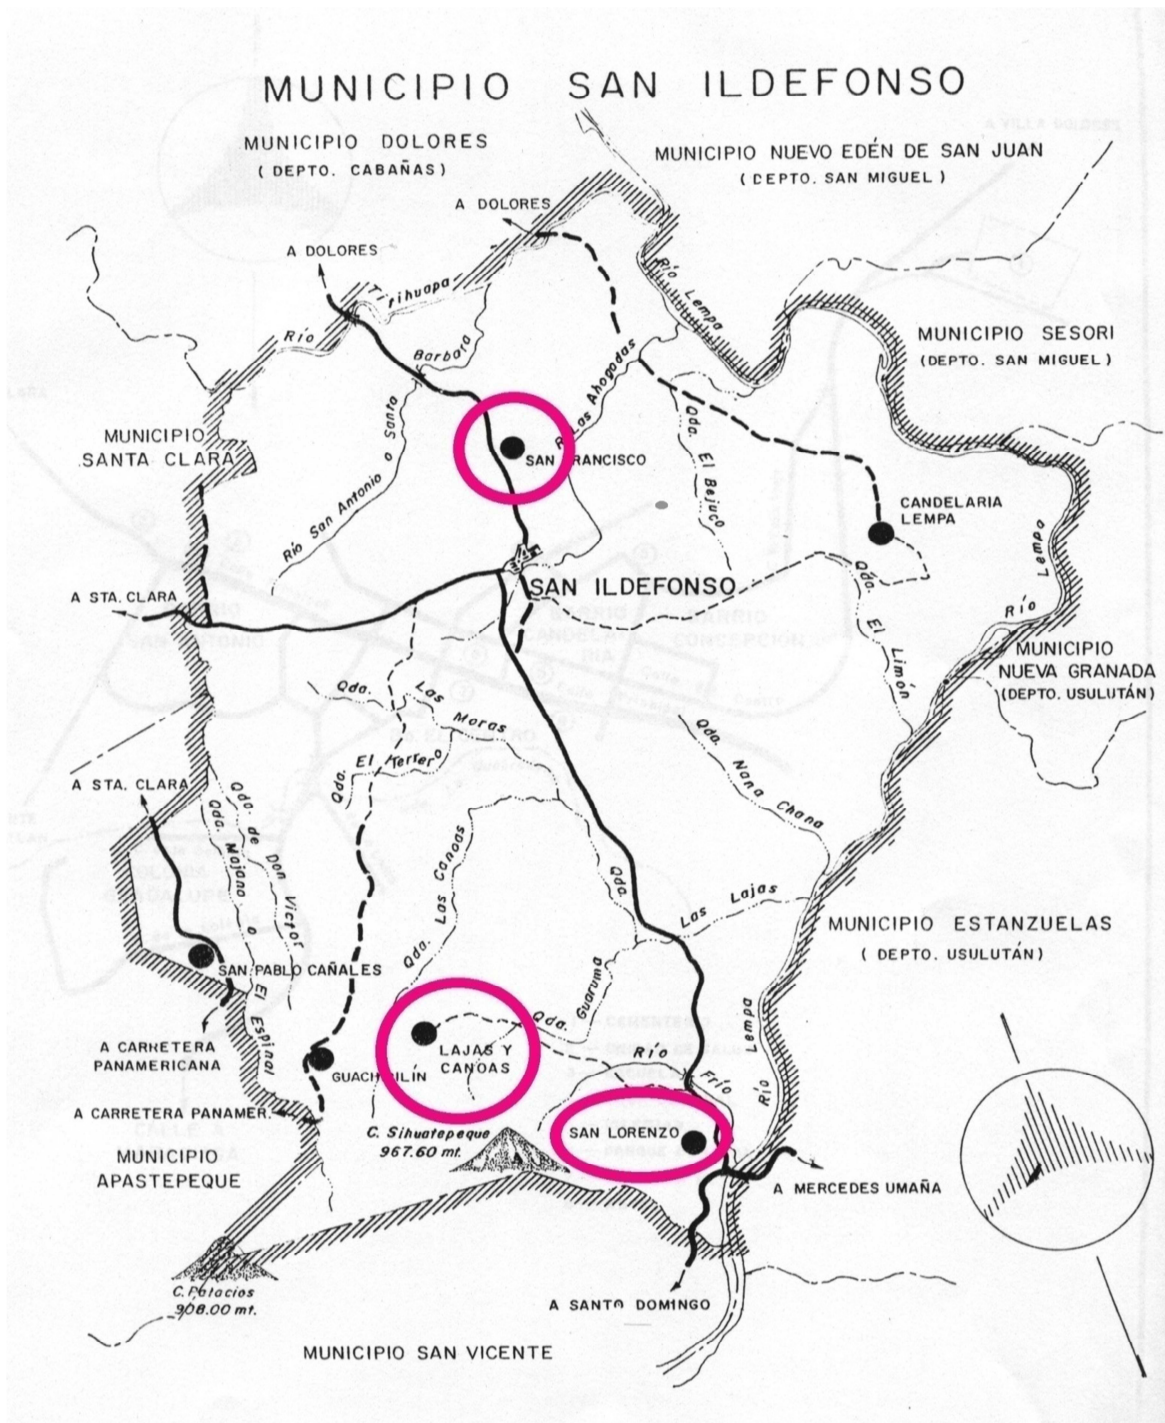 MUNICIPIO SAN ILDEFONSO
MUNICIPIO DOLORES
( DEPTO. CABAÑAS )
MUNICIPIO NUEVO EDÉN DE SAN JUAN
( DEPTO. SAN MIGUEL )
A DOLORES
A DOLORES
Río Titihuapa
Río Lempa
MUNICIPIO SESORI
(DEPTO. SAN MIGUEL)
Barbara
Río San Antonio o Santa
R. Las Ahogadas
MUNICIPIO
SANTA CLARA
SAN FRANCISCO
Qda. El Bejuco
CANDELARIA
LEMPA
Río Lempa
SAN ILDEFONSO
A STA. CLARA
Qda. El Limón
MUNICIPIO
NUEVA GRANADA
(DEPTO. USULUTÁN)
Qda. Las Moras
Qda. El Terrero
Qda. Nana Chana
A STA. CLARA
Qda. de Don Victor
Qda. Majano o El Espinal
Qda. Las Canoas
Qda. Las Lajas
MUNICIPIO ESTANZUELAS
( DEPTO. USULUTÁN)
SAN PABLO CAÑALES
Qda. Guaruma
LAJAS Y
CANOAS
A CARRETERA
PANAMERICANA
GUACHIPILÍN
Río Frío
Río Lempa
A CARRETERA PANAMER.
C. Sihuatepeque
967.60 mt.
SAN LORENZO
MUNICIPIO
APASTEPEQUE
A MERCEDES UMAÑA
C. Palacios
908.00 mt.
A SANTO DOMINGO
MUNICIPIO SAN VICENTE